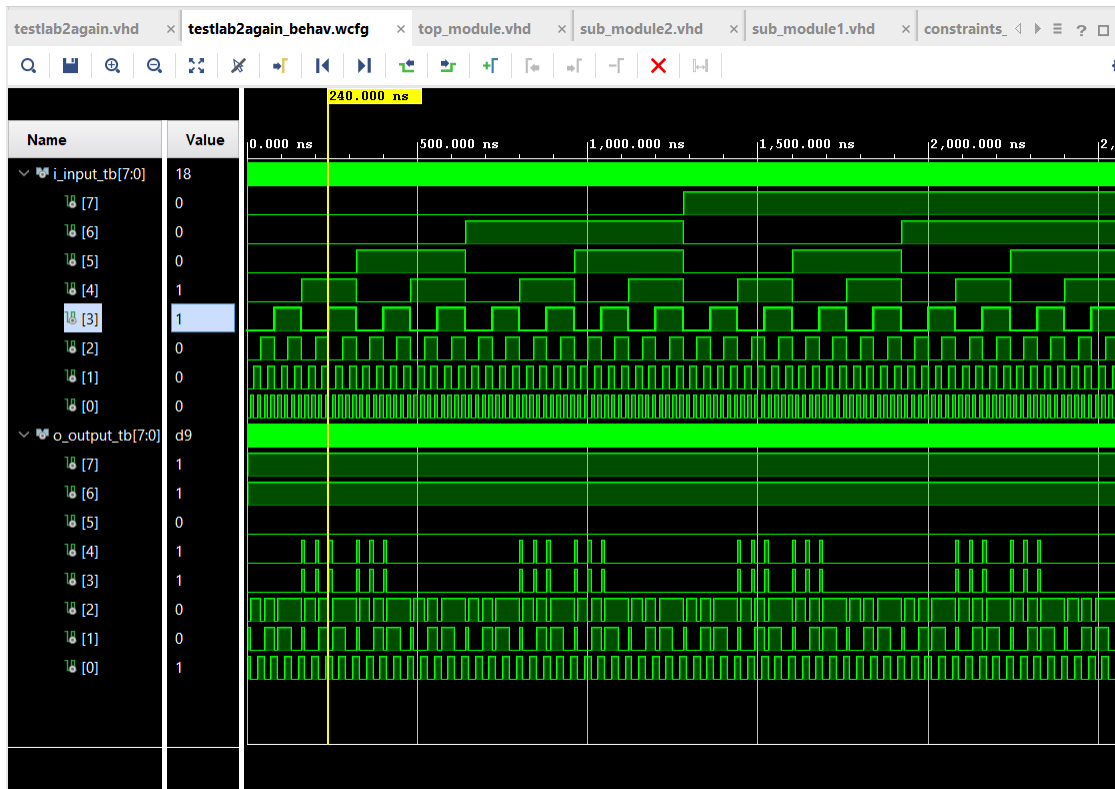 testlab2again.vhd × testlab2again_behav.wcfg × top_module.vhd × sub_module2.vhd × sub_module1.vhd × constraints_ ?
240.000 ns
Name Value
0.000 ns 500.000 ns 1,000.000 ns 1,500.000 ns 2,000.000 ns 2,
i_input_tb[7:0] 18
[7] 0
[6] 0
[5] 0
[4] 1
[3] 1
[2] 0
[1] 0
[0] 0
o_output_tb[7:0] d9
[7] 1
[6] 1
[5] 0
[4] 1
[3] 1
[2] 0
[1] 0
[0] 1